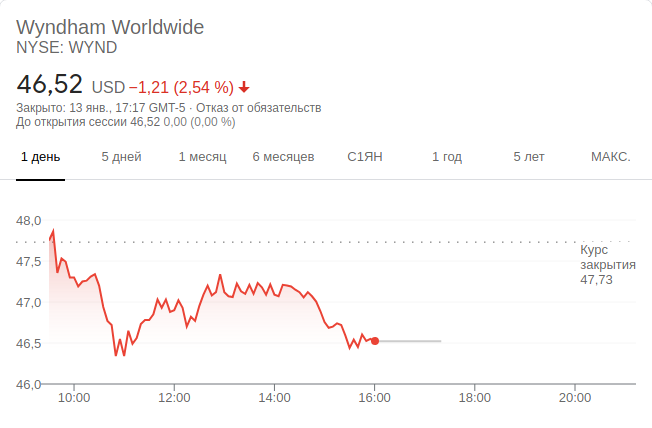 Wyndham Worldwide
NYSE: WYND
46,52 USD −1,21 (2,54 %)
Закрыто: 13 янв., 17:17 GMT-5 · Отказ от обязательств
До открытия сессии 46,52 0,00 (0,00 %)
1 день 5 дней 1 месяц 6 месяцев С1ЯН 1 год 5 лет МАКС.
48,0
Курс
закрытия
47,73
47,5
47,0
46,5
46,0
10:00 12:00 14:00 16:00 18:00 20:00